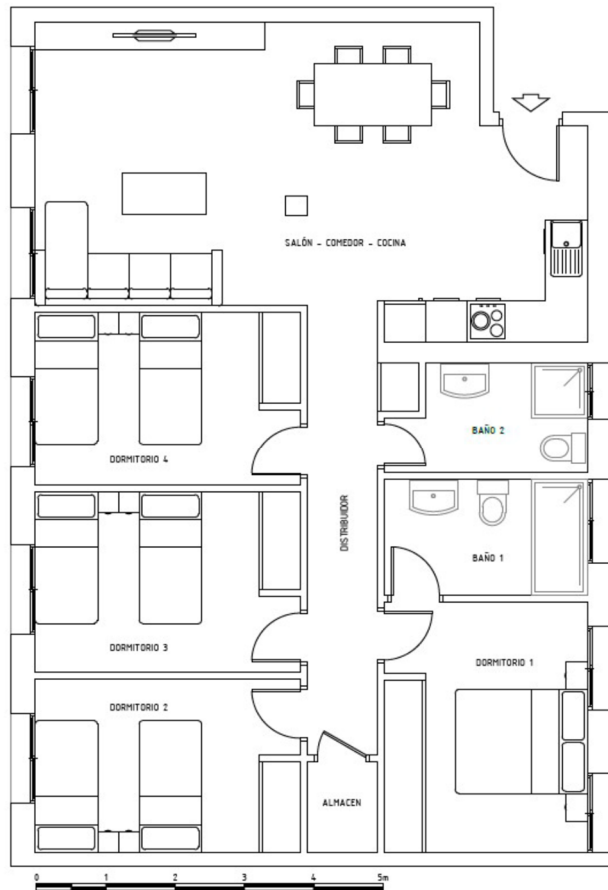 SALÓN - COMEDOR - COCINA
DORMITORIO 4
BAÑO 2
DISTRIBUIDOR
BAÑO 1
DORMITORIO 3
DORMITORIO 1
DORMITORIO 2
ALMACEN
0 1 2 3 4 5m